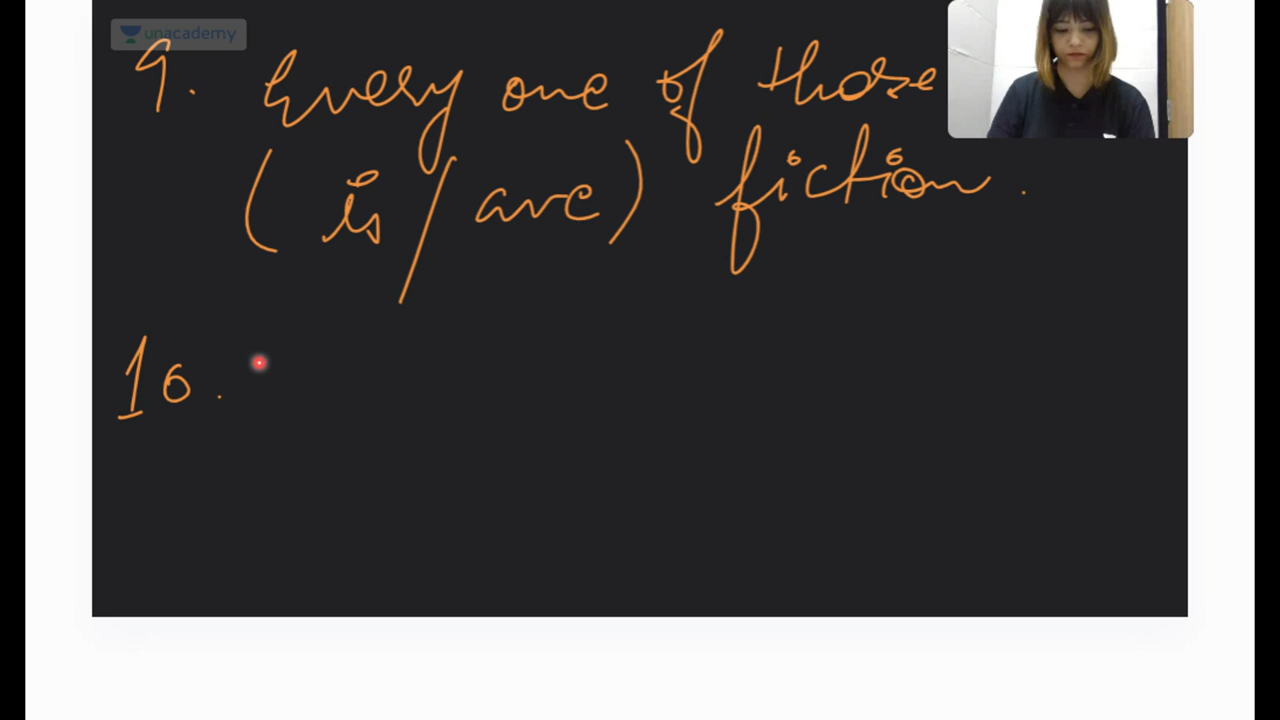 unacademy
9. Every one of those
(is/are) fiction.
10.